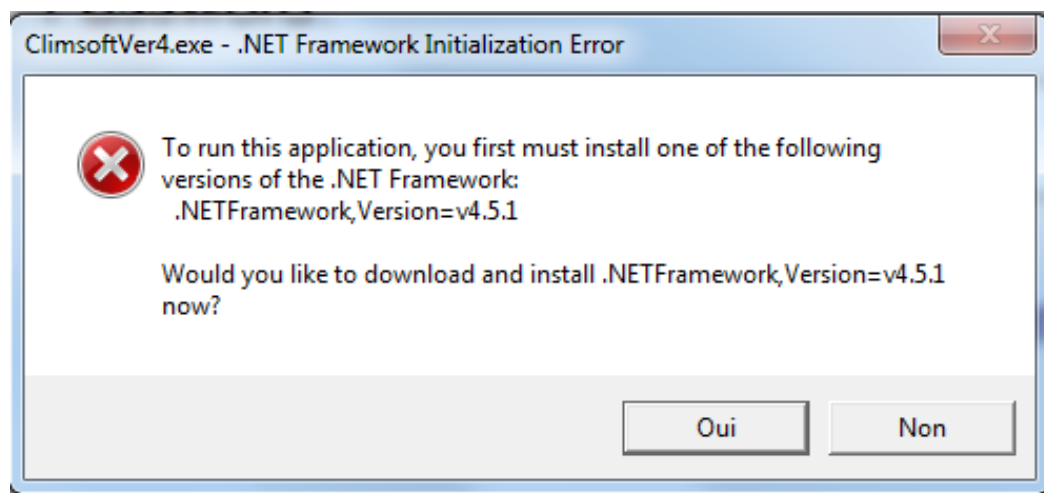 ClimsoftVer4.exe - .NET Framework Initialization Error
To run this application, you first must install one of the following
versions of the .NET Framework:
.NETFramework,Version=v4.5.1
Would you like to download and install .NETFramework,Version=v4.5.1
now?
Oui
Non